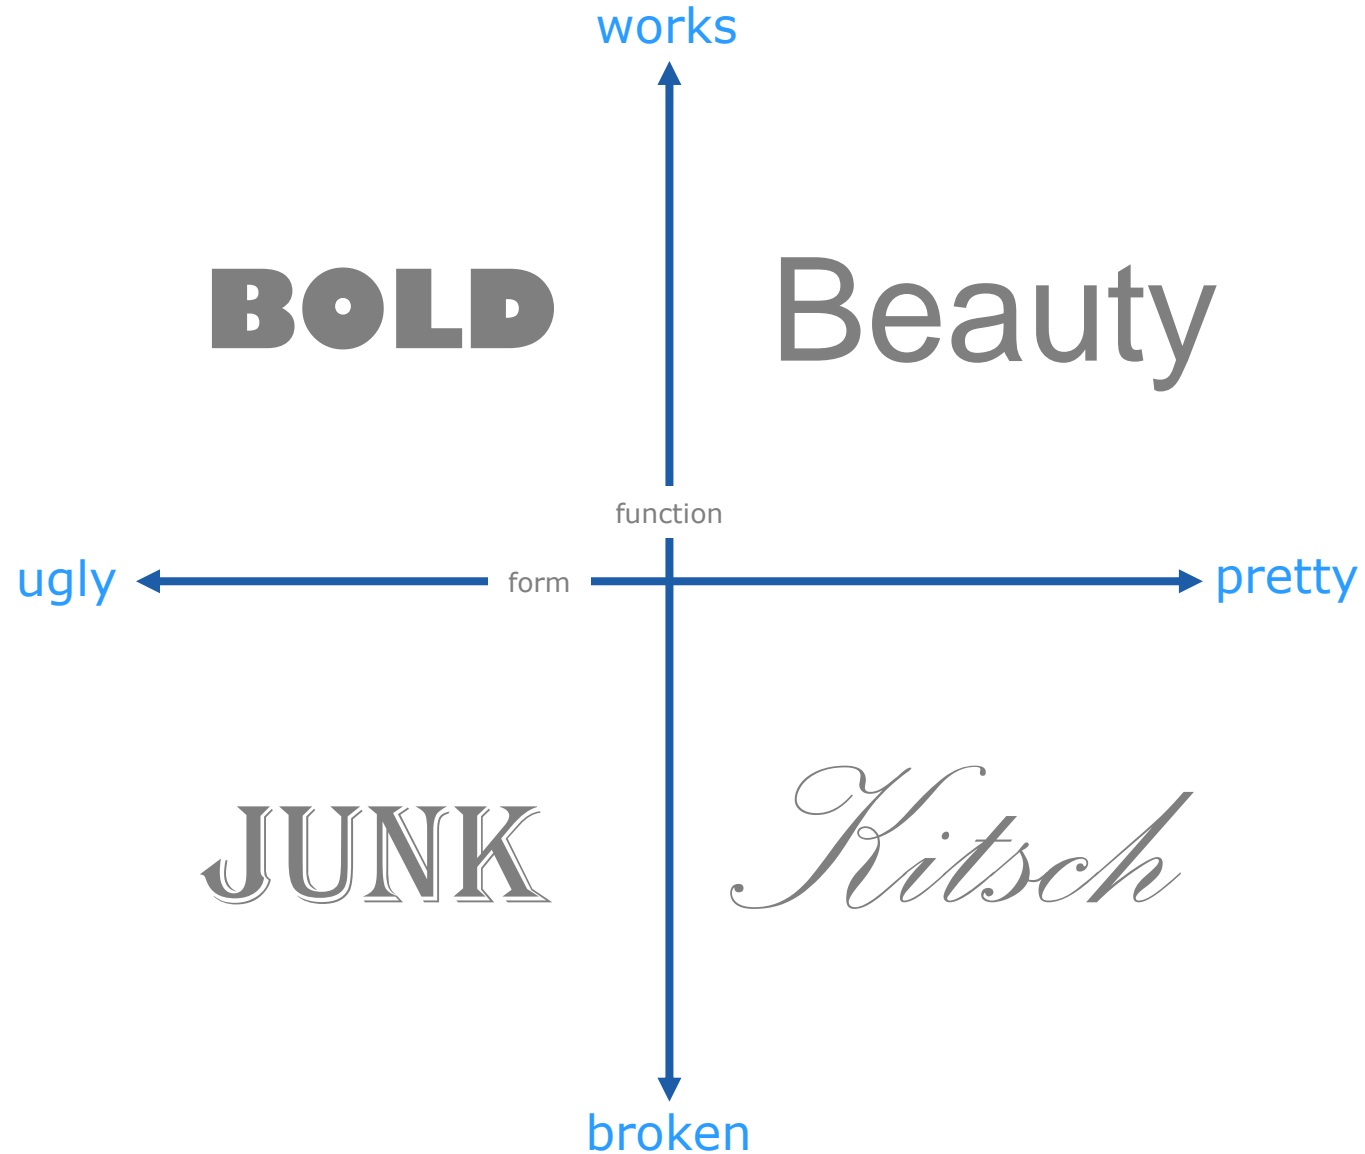 works
BOLD
Beauty
function
ugly
form
pretty
JUNK
Kitsch
broken